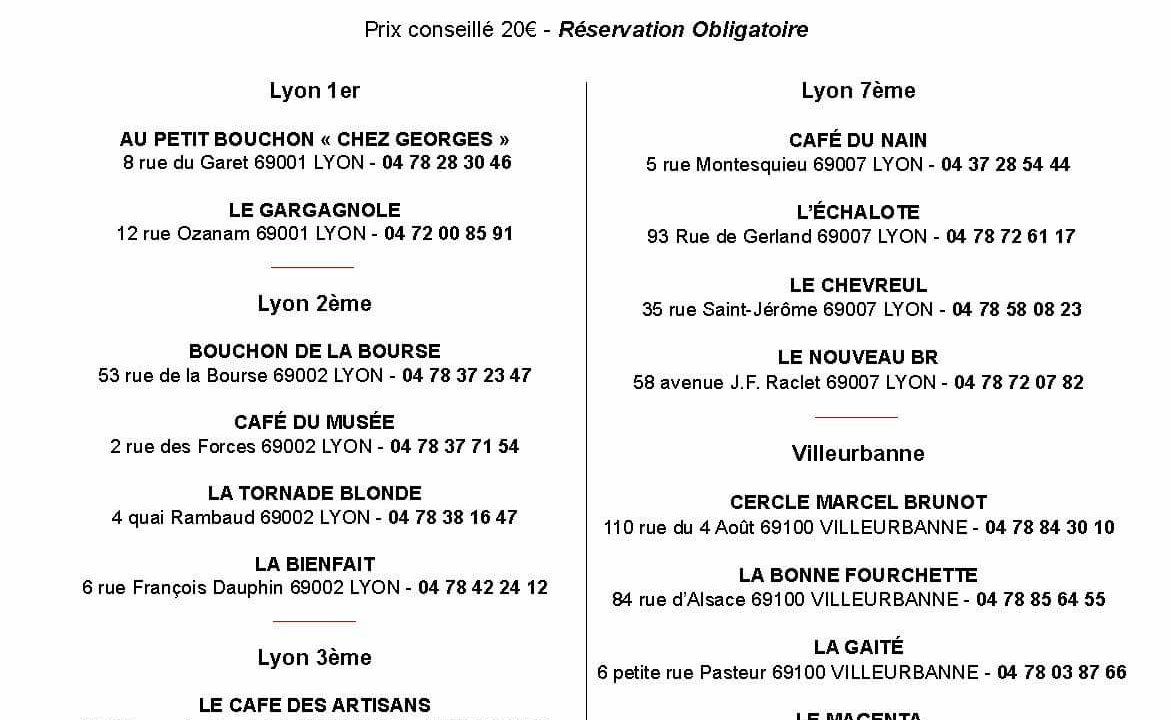 Prix conseillé 20€ - Réservation Obligatoire
Lyon 1er
AU PETIT BOUCHON « CHEZ GEORGES »
8 rue du Garet 69001 LYON - 04 78 28 30 46
LE GARGAGNOLE
12 rue Ozanam 69001 LYON - 04 72 00 85 91
Lyon 2ème
BOUCHON DE LA BOURSE
53 rue de la Bourse 69002 LYON - 04 78 37 23 47
CAFÉ DU MUSÉE
2 rue des Forces 69002 LYON - 04 78 37 71 54
LA TORNADE BLONDE
4 quai Rambaud 69002 LYON - 04 78 38 16 47
LA BIENFAIT
6 rue François Dauphin 69002 LYON - 04 78 42 24 12
Lyon 3ème
LE CAFE DES ARTISANS
Lyon 7ème
CAFÉ DU NAIN
5 rue Montesquieu 69007 LYON - 04 37 28 54 44
L’ÉCHALOTE
93 Rue de Gerland 69007 LYON - 04 78 72 61 17
LE CHEVREUL
35 rue Saint-Jérôme 69007 LYON - 04 78 58 08 23
LE NOUVEAU BR
58 avenue J.F. Raclet 69007 LYON - 04 78 72 07 82
Villeurbanne
CERCLE MARCEL BRUNOT
110 rue du 4 Août 69100 VILLEURBANNE - 04 78 84 30 10
LA BONNE FOURCHETTE
84 rue d’Alsace 69100 VILLEURBANNE - 04 78 85 64 55
LA GAITÉ
6 petite rue Pasteur 69100 VILLEURBANNE - 04 78 03 87 66
LE MAGENTA